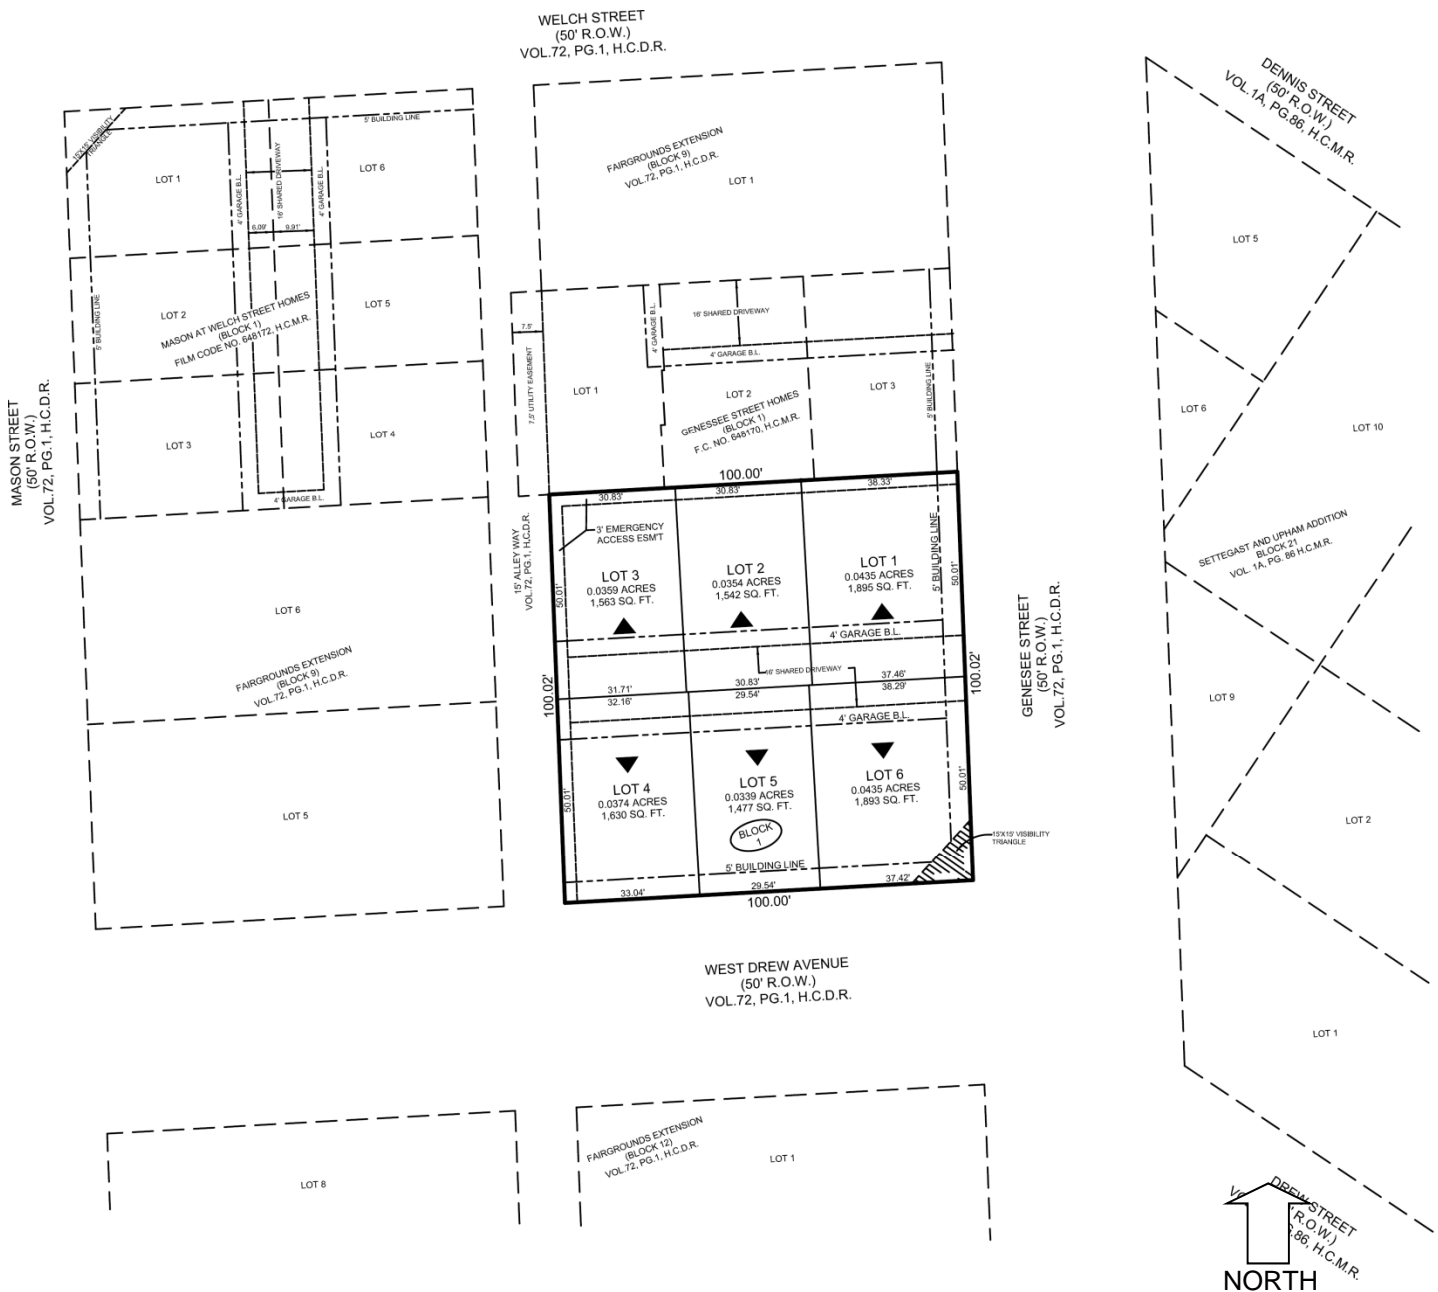 WELCH STREET
(50' R.O.W.)
VOL.72, PG.1, H.C.D.R.
DENNIS STREET
(50' R.O.W.)
VOL.1A, PG.86, H.C.M.R.
15'X15' VISIBILITY
TRIANGLE
5' BUILDING LINE
LOT 1
4' GARAGE B.L.
16' SHARED DRIVEWAY
4' GARAGE B.L.
LOT 6
6.09'
9.91'
FAIRGROUNDS EXTENSION
(BLOCK 9)
VOL.72, PG.1, H.C.D.R.
LOT 1
LOT 5
5' BUILDING LINE
LOT 2
LOT 5
MASON AT WELCH STREET HOMES
(BLOCK 1)
FILM CODE NO. 648172, H.C.M.R.
7.5'
7.5' UTILITY EASEMENT
4' GARAGE B.L.
16' SHARED DRIVEWAY
4' GARAGE B.L.
LOT 1
LOT 2
LOT 3
5' BUILDING LINE
GENESSEE STREET HOMES
(BLOCK 1)
F.C. NO. 648170, H.C.M.R.
LOT 6
LOT 10
MASON STREET
(50' R.O.W.)
VOL.72, PG.1, H.C.D.R.
LOT 3
LOT 4
4' GARAGE B.L.
100.00'
30.83'
30.83'
38.33'
3' EMERGENCY
ACCESS ESM'T
15' ALLEY WAY
VOL.72, PG.1, H.C.D.R.
50.01'
LOT 3
0.0359 ACRES
1,563 SQ. FT.
LOT 2
0.0354 ACRES
1,542 SQ. FT.
LOT 1
0.0435 ACRES
1,895 SQ. FT.
5' BUILDING LINE
50.01'
SETTEGAST AND UPHAM ADDITION
BLOCK 21
VOL. 1A, PG. 86 H.C.M.R.
LOT 6
FAIRGROUNDS EXTENSION
(BLOCK 9)
VOL.72, PG.1, H.C.D.R.
4' GARAGE B.L.
16' SHARED DRIVEWAY
100.02'
31.71'
30.83'
37.46'
32.16'
29.54'
38.29'
100.02'
GENESEE STREET
(50' R.O.W.)
VOL.72, PG.1, H.C.D.R.
LOT 9
4' GARAGE B.L.
50.01'
LOT 4
0.0374 ACRES
1,630 SQ. FT.
LOT 5
0.0339 ACRES
1,477 SQ. FT.
LOT 6
0.0435 ACRES
1,893 SQ. FT.
50.01'
BLOCK
1
15'X15' VISIBILITY
TRIANGLE
LOT 5
LOT 2
5' BUILDING LINE
33.04'
29.54'
37.42'
100.00'
WEST DREW AVENUE
(50' R.O.W.)
VOL.72, PG.1, H.C.D.R.
LOT 1
FAIRGROUNDS EXTENSION
(BLOCK 12)
VOL.72, PG.1, H.C.D.R.
LOT 1
LOT 8
DREW STREET
R.O.W.)
86, H.C.M.R.
NORTH